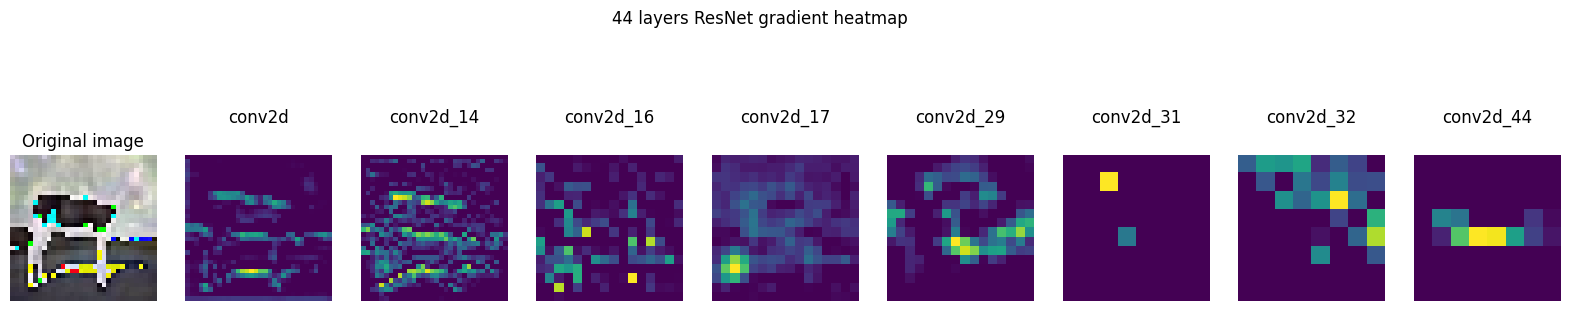 44 layers ResNet gradient heatmap
Original image
conv2d
conv2d_14
conv2d_16
conv2d_17
conv2d_29
conv2d_31
conv2d_32
conv2d_44